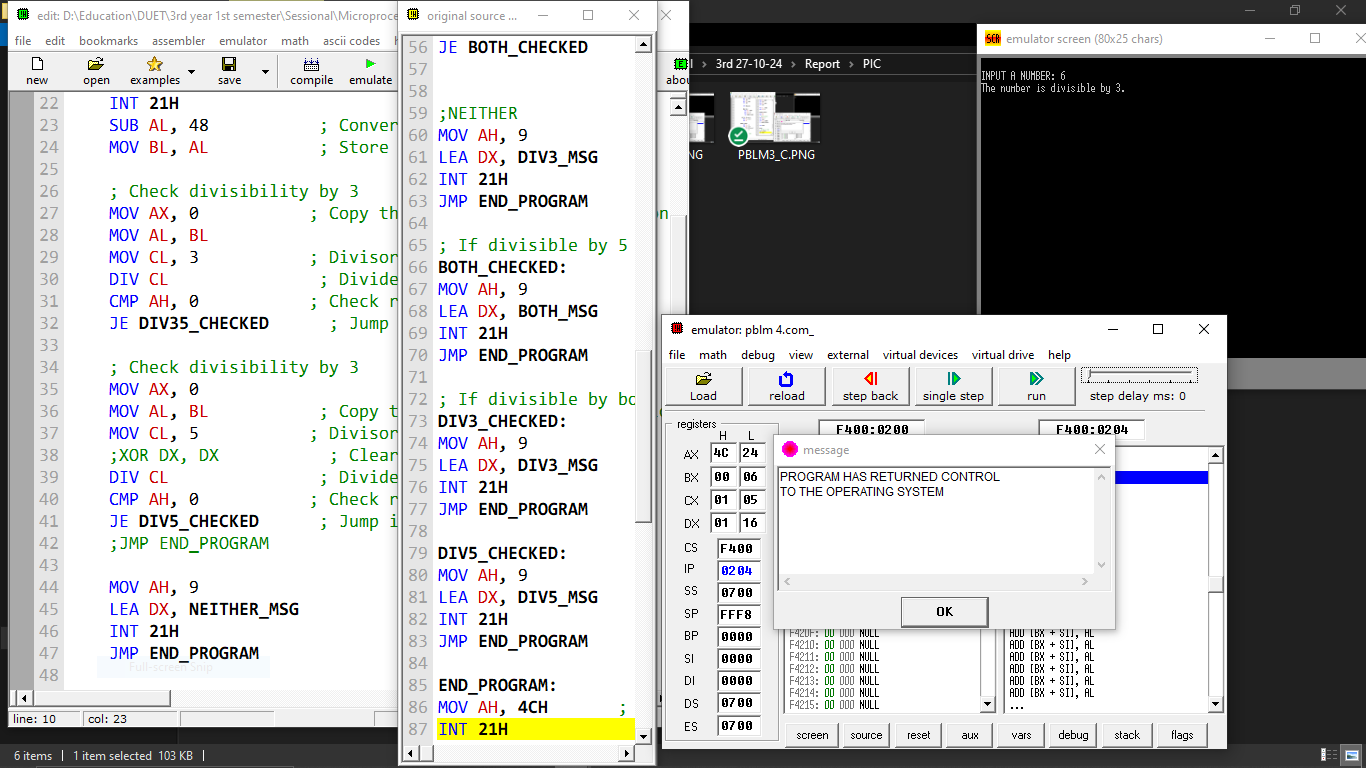 edit: D:\Education\DUET\3rd year 1st semester\Sessional\Microproce
file edit bookmarks assembler emulator math ascii codes
new open examples save compile emulate
22 INT 21H
23 SUB AL, 48 ; Conver
24 MOV BL, AL ; Store
25
26 ; Check divisibility by 3
27 MOV AX, 0 ; Copy th
28 MOV AL, BL
29 MOV CL, 3 ; Divisor
30 DIV CL ; Divide
31 CMP AH, 0 ; Check r
32 JE DIV35_CHECKED ; Jump
33
34 ; Check divisibility by 3
35 MOV AX, 0
36 MOV AL, BL ; Copy t
37 MOV CL, 5 ; Divisor
38 ;XOR DX, DX ; Clear
39 DIV CL ; Divide
40 CMP AH, 0 ; Check r
41 JE DIV5_CHECKED ; Jump i
42 ;JMP END_PROGRAM
43
44 MOV AH, 9
45 LEA DX, NEITHER_MSG
46 INT 21H
47 JMP END_PROGRAM
48
Full-screen Snip
line: 10 col: 23
6 items 1 item selected 103 KB
original source ...
56 JE BOTH_CHECKED
57
58
59 ;NEITHER
60 MOV AH, 9
61 LEA DX, DIV3_MSG
62 INT 21H
63 JMP END_PROGRAM
64
65 ; If divisible by 5
66 BOTH_CHECKED:
67 MOV AH, 9
68 LEA DX, BOTH_MSG
69 INT 21H
70 JMP END_PROGRAM
71
72 ; If divisible by bo
73 DIV3_CHECKED:
74 MOV AH, 9
75 LEA DX, DIV3_MSG
76 INT 21H
77 JMP END_PROGRAM
78
79 DIV5_CHECKED:
80 MOV AH, 9
81 LEA DX, DIV5_MSG
82 INT 21H
83 JMP END_PROGRAM
84
85 END_PROGRAM:
86 MOV AH, 4CH ;
87 INT 21H
abou
on
3rd 27-10-24 > Report > PIC
NG
PBLM3_C.PNG
emulator screen (80x25 chars)
INPUT A NUMBER: 6
The number is divisible by 3.
emulator: pblm 4.com_
file math debug view external virtual devices virtual drive help
Load reload step back single step run step delay ms: 0
registers
F400:0200 F400:0204
H L
AX 4C 24
BX 00 06
CX 01 05
DX 01 16
CS F400
IP 0204
SS 0700
SP FFF8
BP 0000
SI 0000
DI 0000
DS 0700
ES 0700
message
PROGRAM HAS RETURNED CONTROL
TO THE OPERATING SYSTEM
OK
F420F: 00 000 NULL ADD [BX + SI], AL
F4210: 00 000 NULL ADD [BX + SI], AL
F4211: 00 000 NULL ADD [BX + SI], AL
F4212: 00 000 NULL ADD [BX + SI], AL
F4213: 00 000 NULL ADD [BX + SI], AL
F4214: 00 000 NULL ADD [BX + SI], AL
F4215: 00 000 NULL ...
screen source reset aux vars debug stack flags